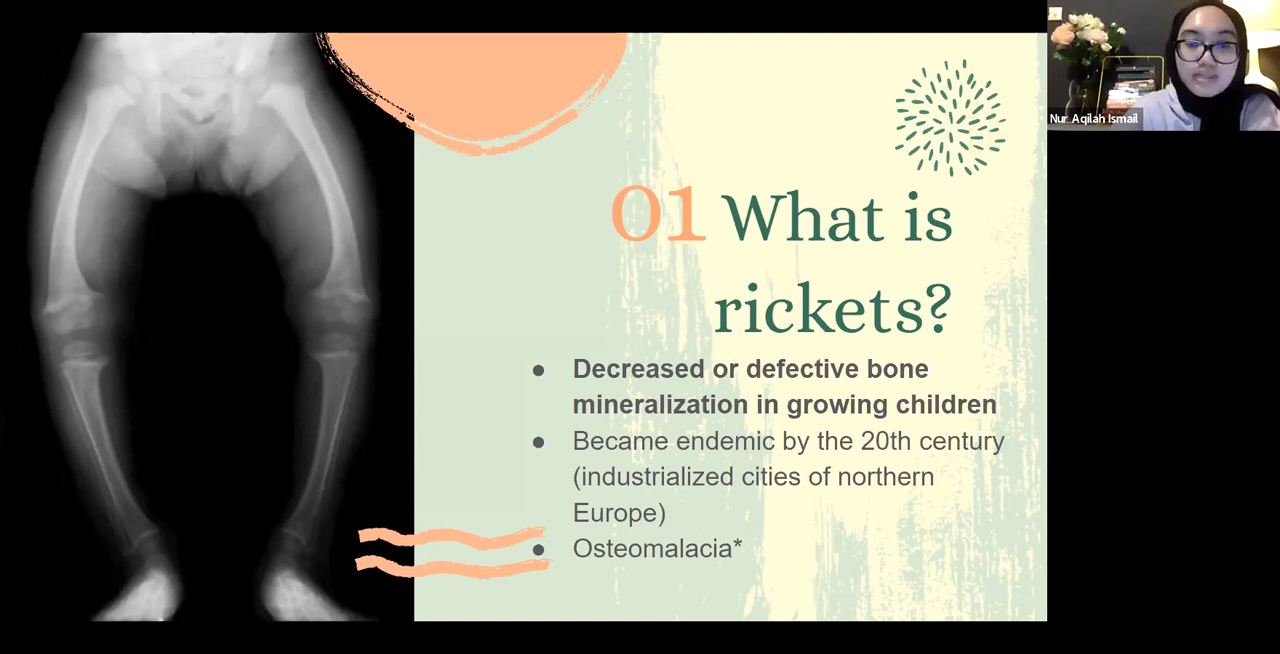 01 What is
rickets?
● Decreased or defective bone
mineralization in growing children
● Became endemic by the 20th century
(industrialized cities of northern
Europe)
● Osteomalacia*
Nur Aqilah Ismail